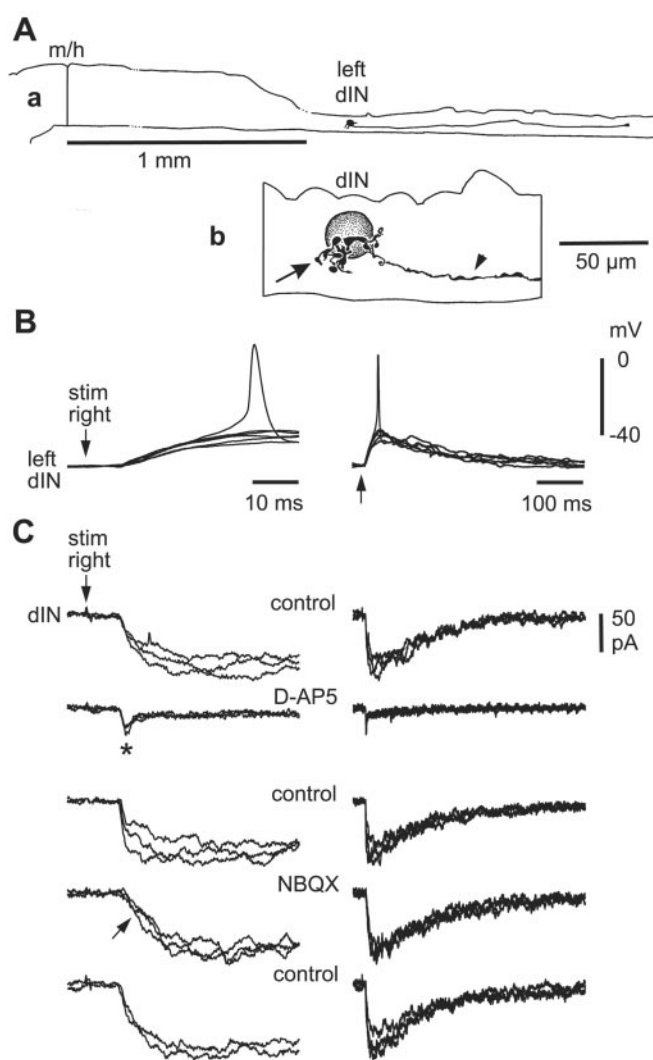 A
m/h
left
dIN
a
1 mm
dIN
b
50 μm
B
mV
stim
right
0
-40
left
dIN
10 ms
100 ms
C
stim
right
dIN
control
50
pA
D-AP5
*
control
NBQX
control